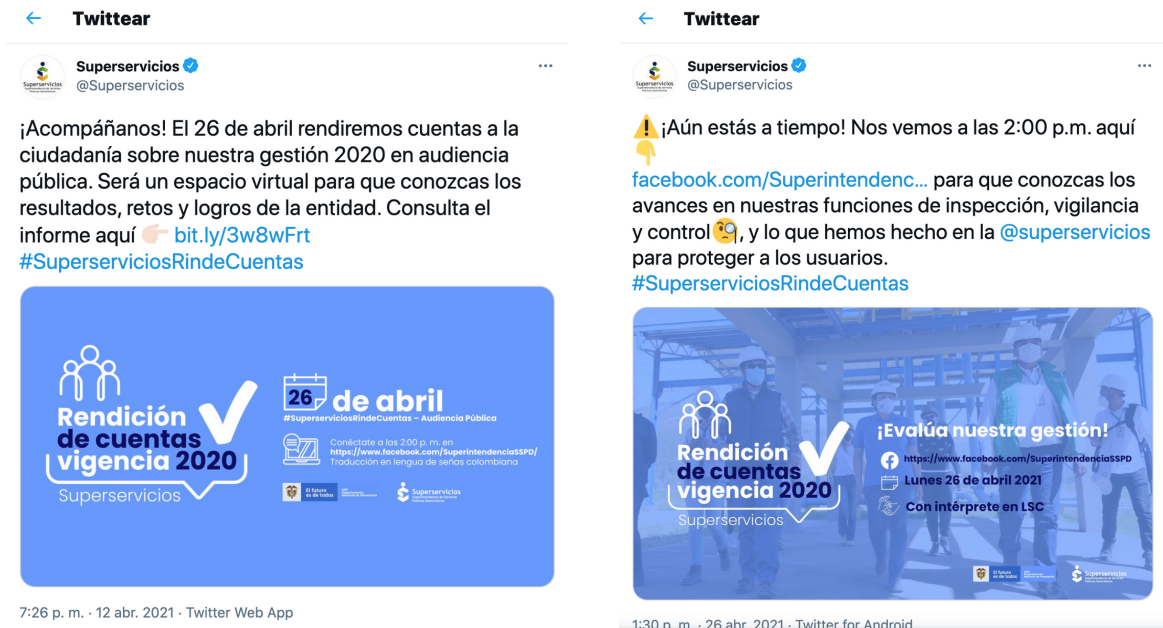 Twittear
Superservicios
@Superservicios
¡Acompáñanos! El 26 de abril rendiremos cuentas a la
ciudadanía sobre nuestra gestión 2020 en audiencia
pública. Será un espacio virtual para que conozcas los
resultados, retos y logros de la entidad. Consulta el
informe aquí 👉🏻 bit.ly/3w8wFrt
#SuperserviciosRindeCuentas
Rendición
de cuentas
vigencia 2020
Superservicios
26 de abril
#SuperserviciosRindeCuentas – Audiencia Pública
Conéctate a las 2:00 p. m. en
https://www.facebook.com/SuperintendenciaSSPD/
Traducción en lengua de señas colombiana
El futuro
es de todos
Superservicios
7:26 p. m. · 12 abr. 2021 · Twitter Web App
Twittear
Superservicios
@Superservicios
⚠️¡Aún estás a tiempo! Nos vemos a las 2:00 p.m. aquí
👇
facebook.com/Superintendenc... para que conozcas los
avances en nuestras funciones de inspección, vigilancia
y control🧐, y lo que hemos hecho en la @superservicios
para proteger a los usuarios.
#SuperserviciosRindeCuentas
Rendición
de cuentas
vigencia 2020
Superservicios
¡Evalúa nuestra gestión!
https://www.facebook.com/SuperintendenciaSSPD
Lunes 26 de abril 2021
Con intérprete en LSC
El futuro
es de todos
Superservicios
1:30 p. m. · 26 abr. 2021 · Twitter for Android